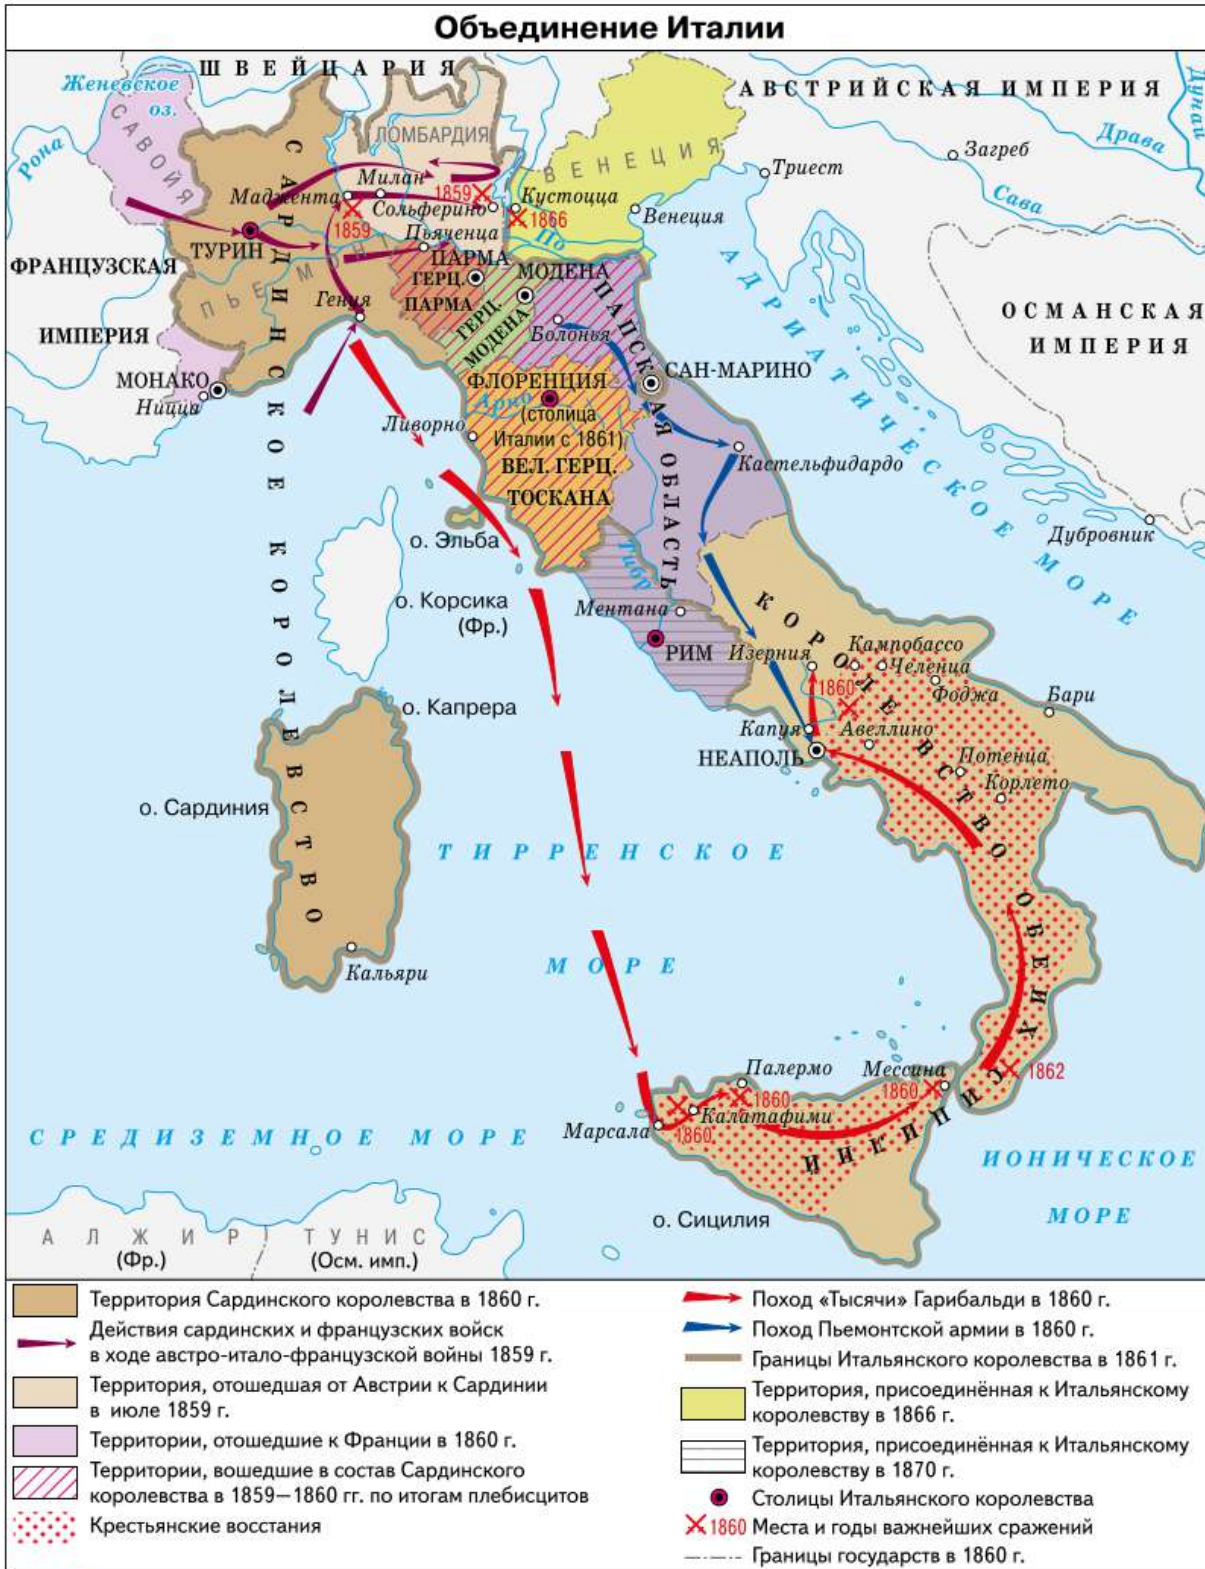 Объединение Италии
ШВЕЙЦАРИЯ
Женевское
оз.
САВОЙЯ
Рона
ЛОМБАРДИЯ
ВЕНЕЦИЯ
АВСТРИЙСКАЯ ИМПЕРИЯ
Дунай
Драва
Загреб
Сава
Триест
Милан
Маджента
1859
Сольферино
1859
Кустоцца
1866
Венеция
По
ТУРИН
Пьяченца
ПЬЕМОНТ
ФРАНЦУЗСКАЯ
ИМПЕРИЯ
ПАРМА
ГЕРЦ.
ПАРМА
МОДЕНА
ГЕРЦ.
МОДЕНА
Генуя
Болонья
ПАПСКАЯ ОБЛАСТЬ
АДРИАТИЧЕСКОЕ МОРЕ
ОСМАНСКАЯ
ИМПЕРИЯ
МОНАКО
Ницца
САРДИНСКОЕ КОРОЛЕВСТВО
ФЛОРЕНЦИЯ
Арно
(столица
Италии с 1861)
САН-МАРИНО
Ливорно
ВЕЛ. ГЕРЦ.
ТОСКАНА
Кастельфидардо
Дубровник
о. Эльба
Тибр
о. Корсика
(Фр.)
Ментана
РИМ
КОРОЛЕВСТВО ОБЕИХ СИЦИЛИЙ
Изерния
Кампобассо
Челенца
Фоджа
1860
Бари
о. Капрера
Капуя
Авеллино
НЕАПОЛЬ
Потенца
Корлето
о. Сардиния
ТИРРЕНСКОЕ
МОРЕ
Кальяри
Палермо
1860
Мессина
1860
1862
Калатафими
1860
Марсала
СРЕДИЗЕМНОЕ МОРЕ
ИОНИЧЕСКОЕ
МОРЕ
о. Сицилия
АЛЖИР
(Фр.)
ТУНИС
(Осм. имп.)
Территория Сардинского королевства в 1860 г.
Действия сардинских и французских войск
в ходе австро-итало-французской войны 1859 г.
Территория, отошедшая от Австрии к Сардинии
в июле 1859 г.
Территории, отошедшие к Франции в 1860 г.
Территории, вошедшие в состав Сардинского
королевства в 1859—1860 гг. по итогам плебисцитов
Крестьянские восстания
Поход «Тысячи» Гарибальди в 1860 г.
Поход Пьемонтской армии в 1860 г.
Границы Итальянского королевства в 1861 г.
Территория, присоединённая к Итальянскому
королевству в 1866 г.
Территория, присоединённая к Итальянскому
королевству в 1870 г.
Столицы Итальянского королевства
1860 Места и годы важнейших сражений
Границы государств в 1860 г.